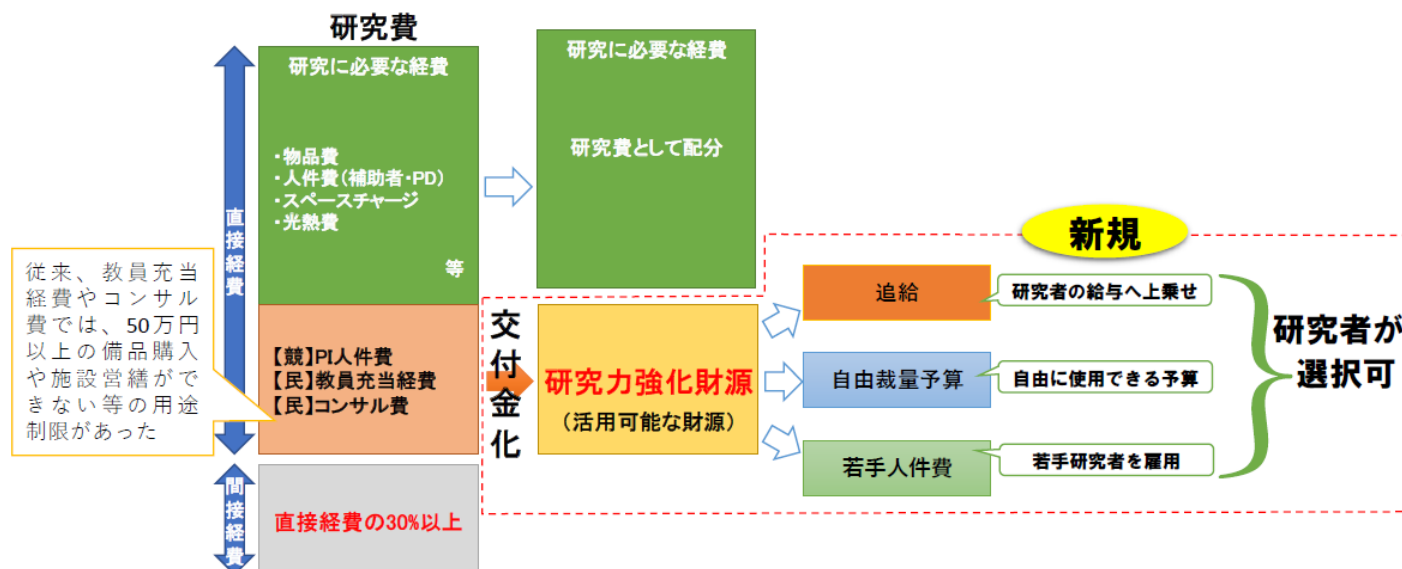 研究費
研究に必要な経費
・物品費
・人件費(補助者・PD)
・スペースチャージ
・光熱費
等
直接経費
従来、教員充当
経費やコンサル
費では、50万円
以上の備品購入
や施設営繕がで
きない等の用途
制限があった
【競】PI人件費
【民】教員充当経費
【民】コンサル費
間接経費
直接経費の30%以上
研究に必要な経費
研究費として配分
交付金化
研究力強化財源
(活用可能な財源)
新規
追給
研究者の給与へ上乗せ
自由裁量予算
自由に使用できる予算
若手人件費
若手研究者を雇用
研究者が
選択可